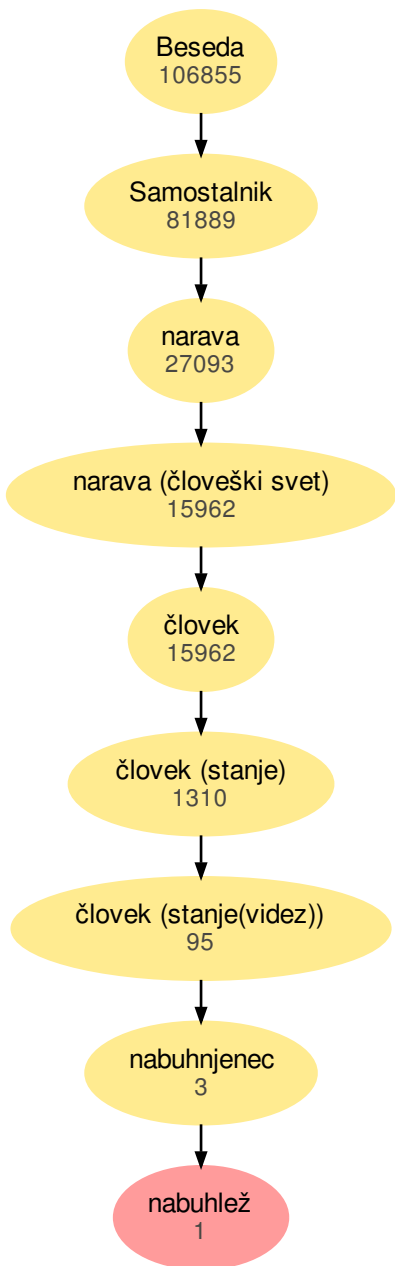 Beseda
106855
Samostalnik
81889
narava
27093
narava (človeški svet)
15962
človek
15962
človek (stanje)
1310
človek (stanje(videz))
95
nabuhnjenec
3
nabuhlež
1